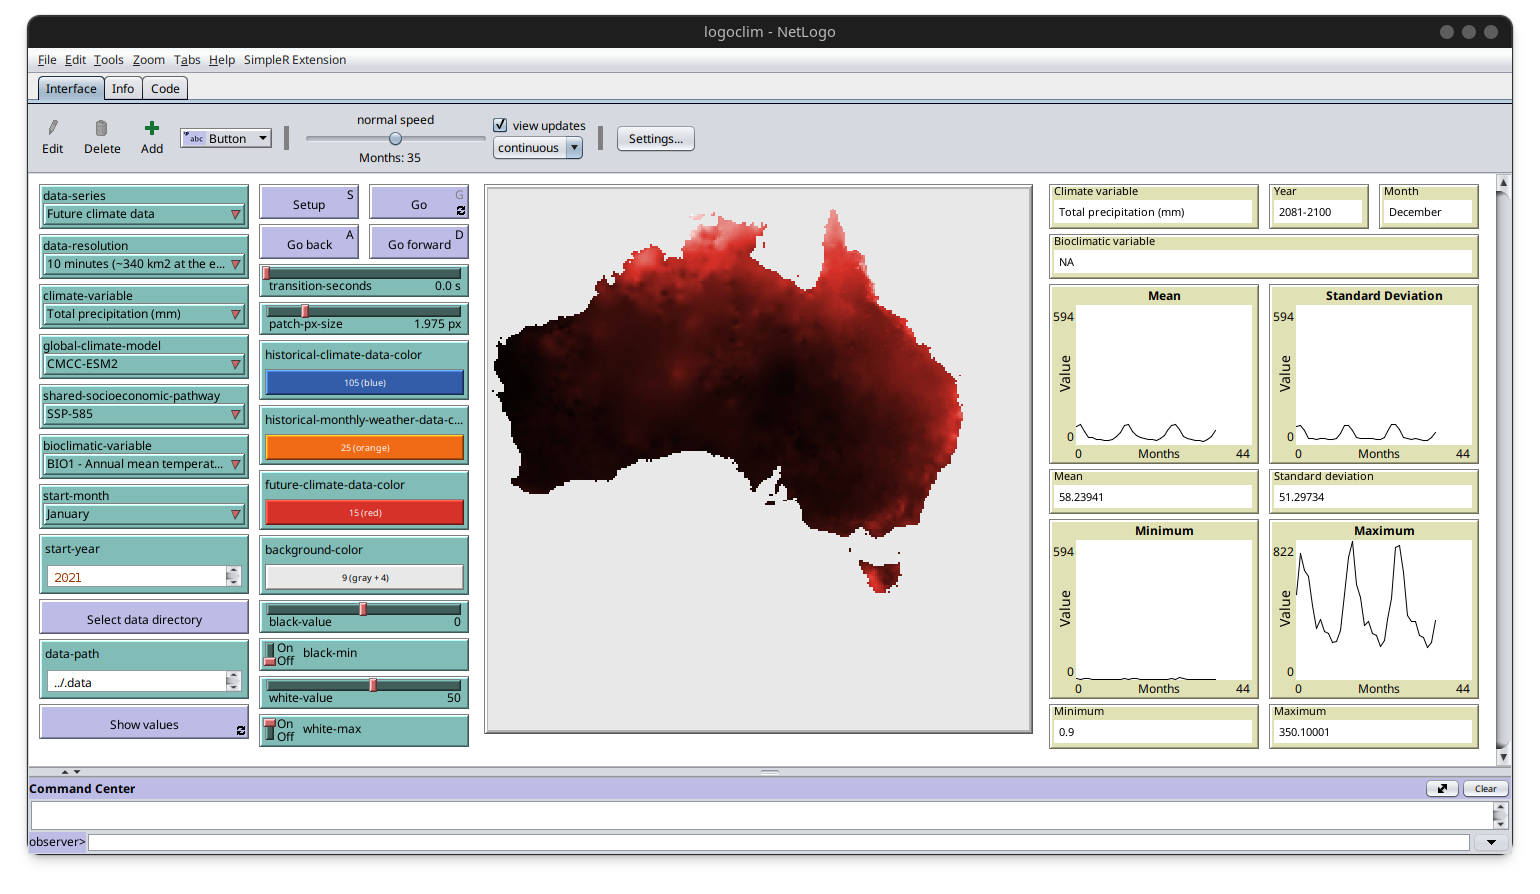 logoclim - NetLogo
File Edit Tools Zoom Tabs Help SimpleR Extension
Interface Info Code
Edit
Delete
Add
abc Button
normal speed
Months: 35
view updates
continuous
Settings...
data-series
Future climate data
data-resolution
10 minutes (~340 km2 at the e...
climate-variable
Total precipitation (mm)
global-climate-model
CMCC-ESM2
shared-socioeconomic-pathway
SSP-585
bioclimatic-variable
BIO1 - Annual mean temperat...
start-month
January
start-year
2021
Select data directory
data-path
../.data
Show values
S
Setup
G
Go
A
Go back
D
Go forward
transition-seconds 0.0 s
patch-px-size 1.975 px
historical-climate-data-color
105 (blue)
historical-monthly-weather-data-c...
25 (orange)
future-climate-data-color
15 (red)
background-color
9 (gray + 4)
black-value 0
On
Off
black-min
white-value 50
On
Off
white-max
Climate variable
Total precipitation (mm)
Year
2081-2100
Month
December
Bioclimatic variable
NA
Mean
594
Value
0
0 Months 44
Standard Deviation
594
Value
0
0 Months 44
Mean
58.23941
Standard deviation
51.29734
Minimum
594
Value
0
0 Months 44
Maximum
822
Value
0
0 Months 44
Minimum
0.9
Maximum
350.10001
Command Center
Clear
observer>